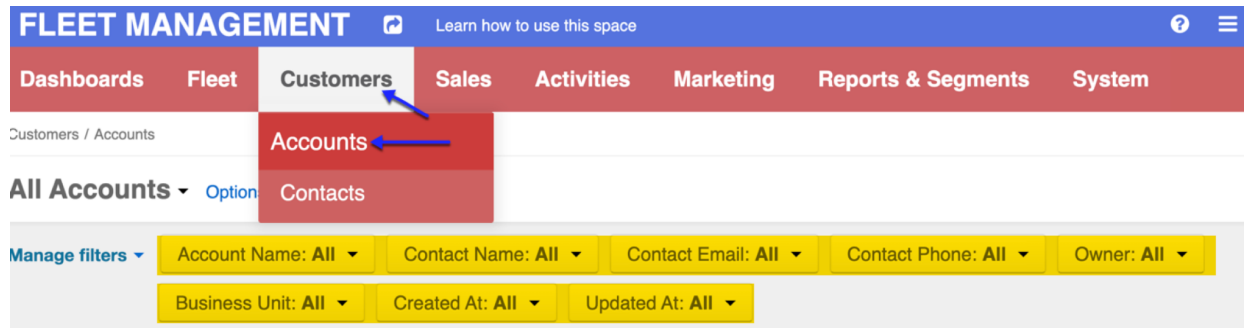 FLEET MANAGEMENT Learn how to use this space
Dashboards Fleet Customers Sales Activities Marketing Reports & Segments System
Customers / Accounts
Accounts
All Accounts Option
Contacts
Manage filters Account Name: All Contact Name: All Contact Email: All Contact Phone: All Owner: All
Business Unit: All Created At: All Updated At: All